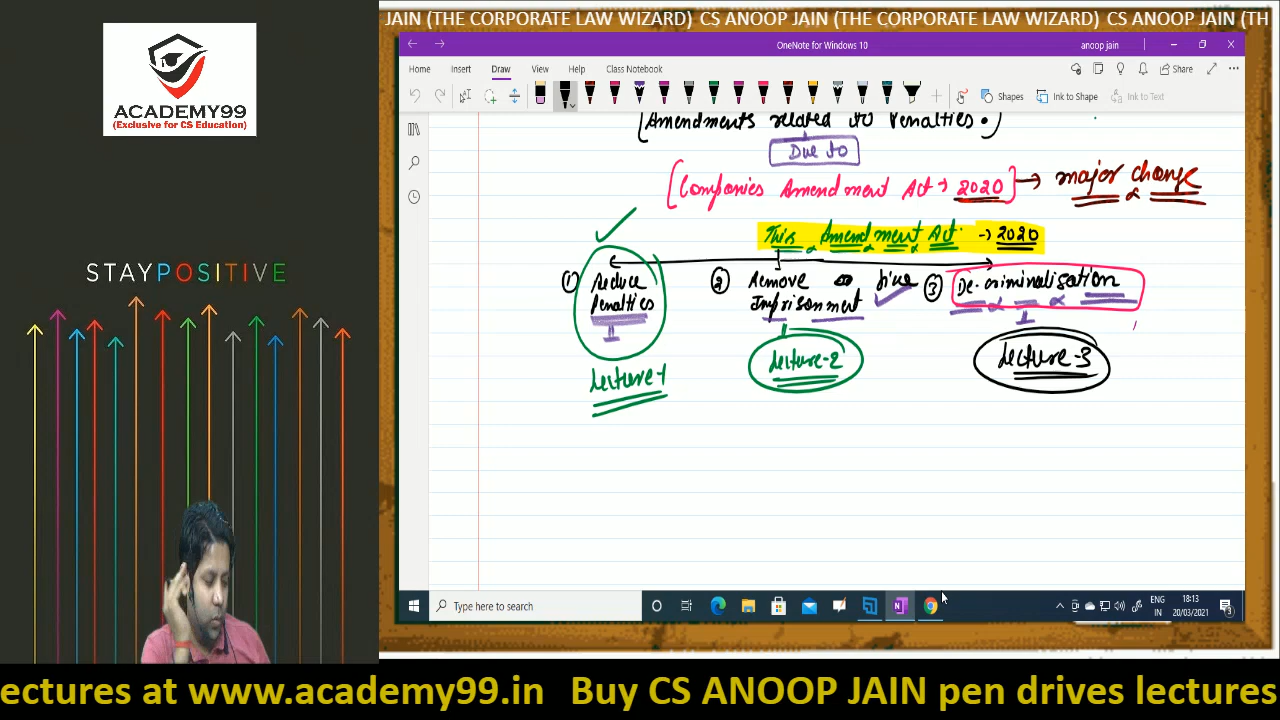 JAIN (THE CORPORATE LAW WIZARD) CS ANOOP JAIN (THE CORPORATE LAW WIZARD) CS ANOOP JAIN (TH
ACADEMY99
(Exclusive for CS Education)
STAYPOSITIVE
OneNote for Windows 10
anoop jain
Home Insert Draw View Help Class Notebook
Share
Shapes Ink to Shape Ink to Text
[Amendments related to Penalties.)
Due to
[Companies Amendment Act → 2020] → major change
This Amendment Act. → 2020
① Reduce ② Remove or fine ③ De-criminalisation
Penalties Imprisonment
Lecture-1 Lecture-2 Lecture-3
Type here to search
ENG
IN
18:13
20/03/2021
3
ectures at www.academy99.in Buy CS ANOOP JAIN pen drives lectures